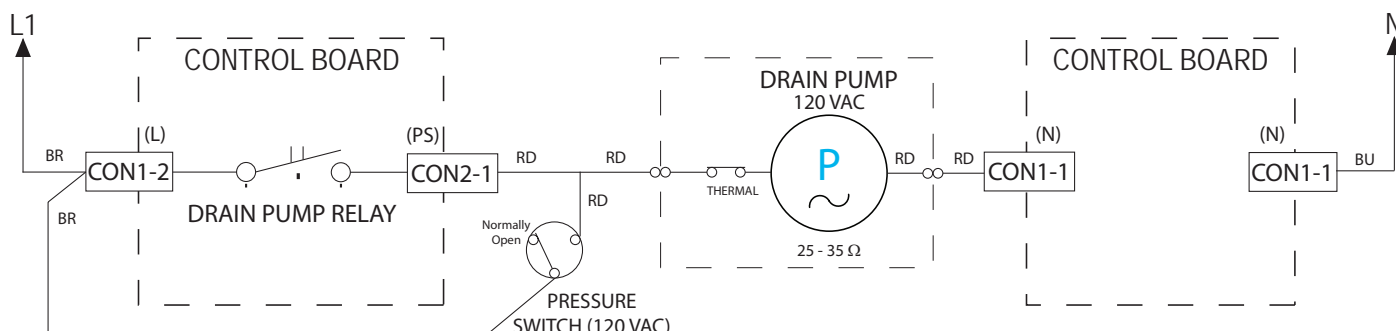 L1
N
CONTROL BOARD
DRAIN PUMP
120 VAC
CONTROL BOARD
(L)
(PS)
(N)
(N)
BR
CON1-2
CON2-1
RD
RD
THERMAL
P
RD
RD
CON1-1
CON1-1
BU
BR
DRAIN PUMP RELAY
RD
Normally
Open
25 - 35 Ω
PRESSURE
SWITCH (120 VAC)